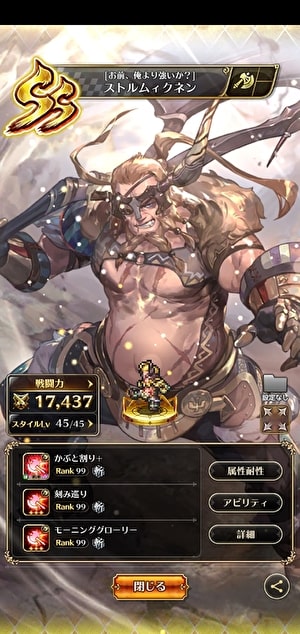 SS
[お前、俺より強いか?]
ストルムィクネン
戦闘力
17,437
スタイルLv 45/45
設定なし
かぶと割り+
Rank 99 斬
刻み巡り
Rank 99 斬
モーニンググローリー
Rank 99 斬
属性耐性
アビリティ
詳細
閉じる